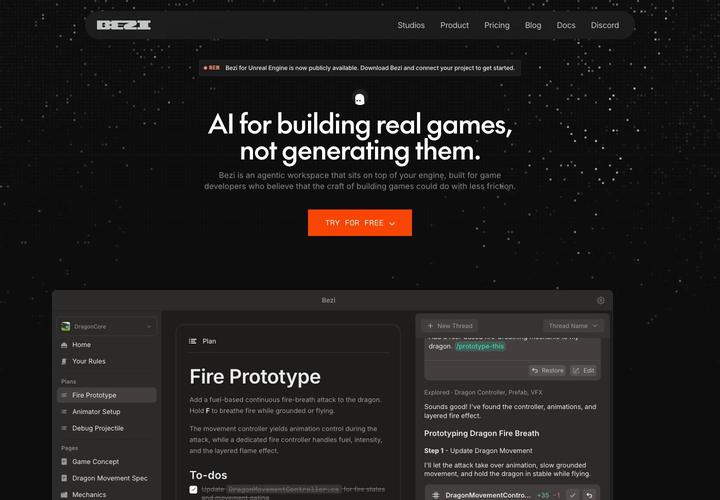 BEZI
Studios Product Pricing Blog Docs Discord
NEW Bezi for Unreal Engine is now publicly available. Download Bezi and connect your project to get started.
AI for building real games,
not generating them.
Bezi is an agentic workspace that sits on top of your engine, built for game
developers who believe that the craft of building games could do with less friction.
TRY FOR FREE
Bezi
DragonCore
Home
Your Rules
Plans
Fire Prototype
Animator Setup
Debug Projectile
Pages
Game Concept
Dragon Movement Spec
Mechanics
Plan
Fire Prototype
Add a fuel-based continuous fire-breath attack to the dragon.
Hold F to breathe fire while grounded or flying.
The movement controller yields animation control during the
attack, while a dedicated fire controller handles fuel, intensity,
and the layered flame effect.
To-dos
Update DragonMovementController.cs for fire states
and movement gating
New Thread
Thread Name
dragon. /prototype-this
Restore Edit
Explored · Dragon Controller, Prefab, VFX
Sounds good! I've found the controller, animations, and
layered fire effect.
Prototyping Dragon Fire Breath
Step 1 - Update Dragon Movement
I'll let the attack take over animation, slow grounded
movement, and hold the dragon in stable while flying.
DragonMovementContro... +35 -1